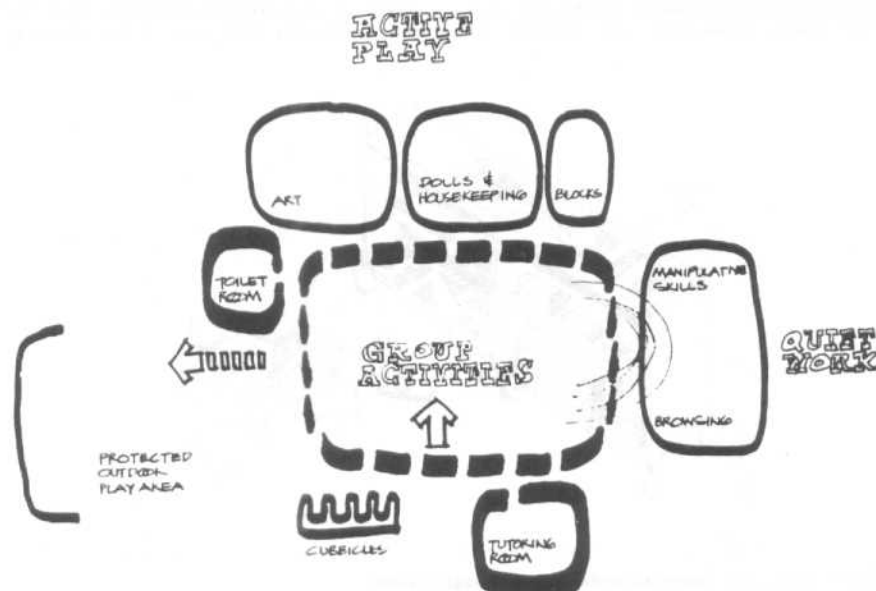 ACTIVE
PLAY
ART
DOLLS &
HOUSEKEEPING
BLOCKS
TOILET
ROOM
MANIPULATIVE
SKILLS
GROUP
ACTIVITIES
QUIET
WORK
BROWSING
PROTECTED
OUTDOOR
PLAY AREA
CUBBICLES
TUTORING
ROOM